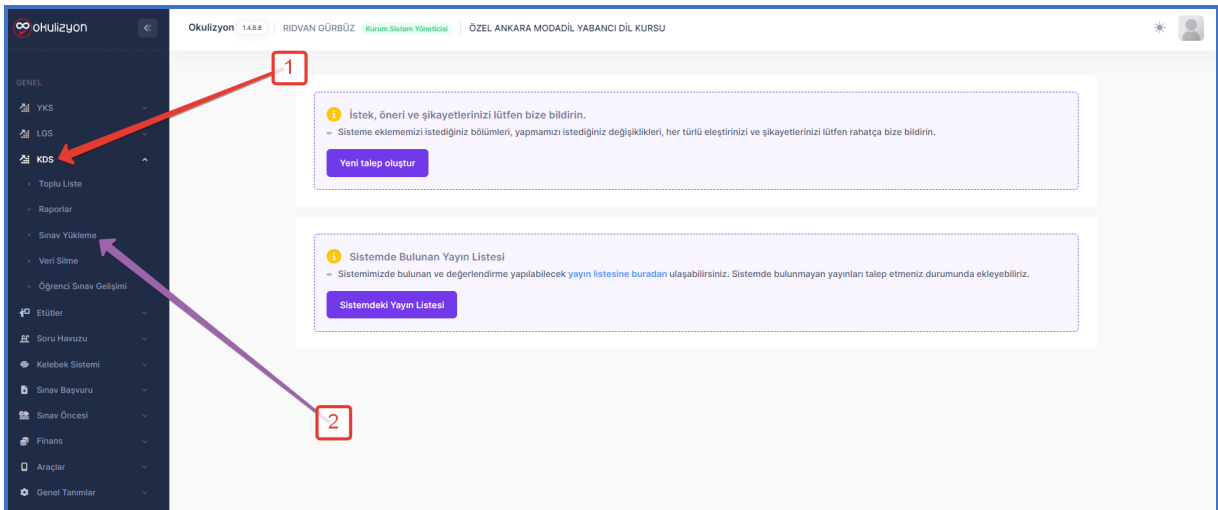 okulizyon
Okulizyon 1.4.6.8 RIDVAN GÜRBÜZ Kurum Sistem Yöneticisi ÖZEL ANKARA MODADİL YABANCI DİL KURSU
1
GENEL
YKS
LGS
KDS
Toplu Liste
Raporlar
Sınav Yükleme
Veri Silme
Öğrenci Sınav Gelişimi
Etütler
Soru Havuzu
Kelebek Sistemi
Sınav Başvuru
Sınav Öncesi
Finans
Araçlar
Genel Tanımlar
İstek, öneri ve şikayetlerinizi lütfen bize bildirin.
Sisteme eklememizi istediğiniz bölümleri, yapmamızı istediğiniz değişiklikleri, her türlü eleştirinizi ve şikayetlerinizi lütfen rahatça bize bildirin.
Yeni talep oluştur
Sistemde Bulunan Yayın Listesi
Sistemimizde bulunan ve değerlendirme yapılabilecek yayın listesine buradan ulaşabilirsiniz. Sistemde bulunmayan yayınları talep etmeniz durumunda ekleyebiliriz.
Sistemdeki Yayın Listesi
2